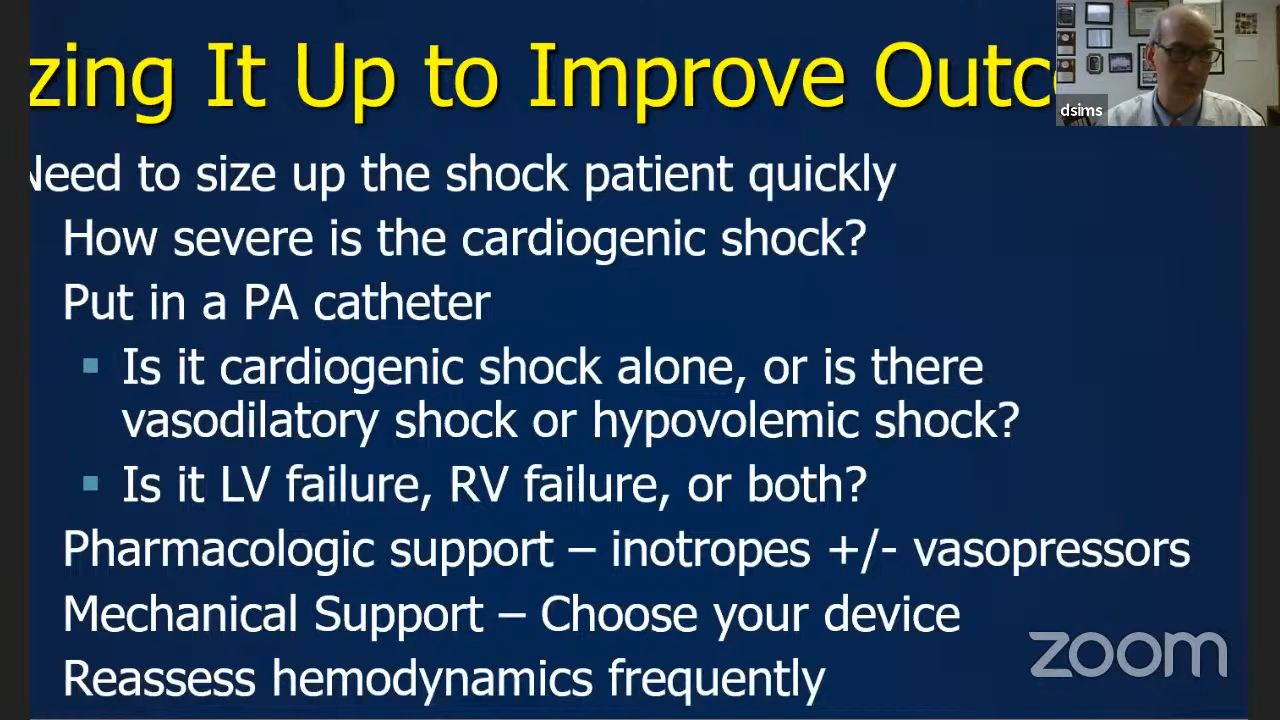 zing It Up to Improve Outc
dsims
Need to size up the shock patient quickly
How severe is the cardiogenic shock?
Put in a PA catheter
▪ Is it cardiogenic shock alone, or is there
vasodilatory shock or hypovolemic shock?
▪ Is it LV failure, RV failure, or both?
Pharmacologic support – inotropes +/- vasopressors
Mechanical Support – Choose your device
Reassess hemodynamics frequently
zoom